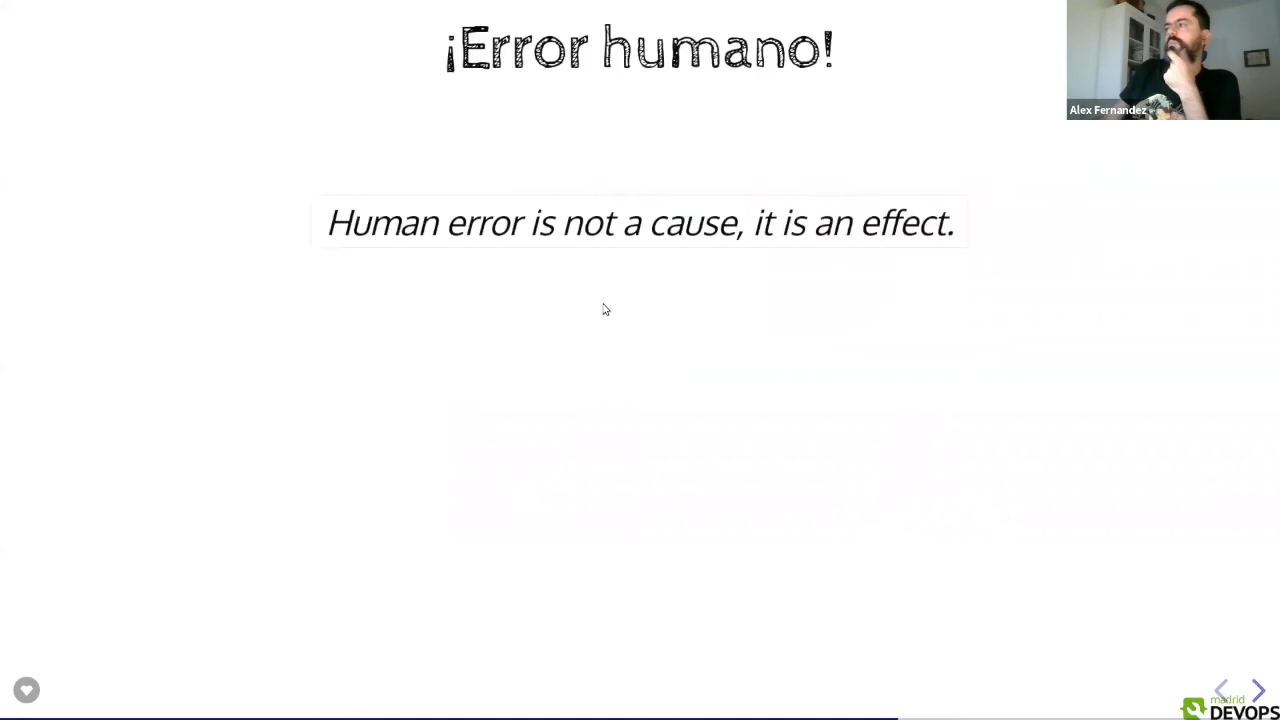 ¡Error humano!
Alex Fernandez
Human error is not a cause, it is an effect.
madrid
DEVOPS